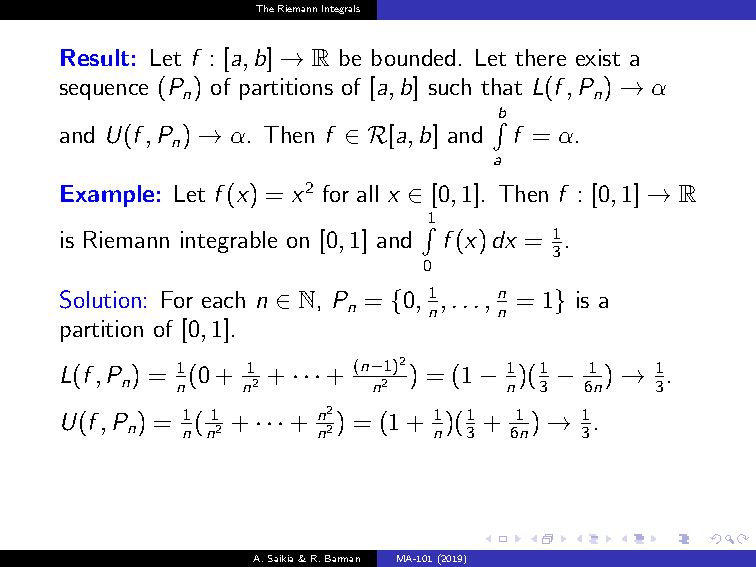 The Riemann Integrals
Result: Let f : [a, b] → ℝ be bounded. Let there exist a
sequence (Pₙ) of partitions of [a, b] such that L(f, Pₙ) → α
and U(f, Pₙ) → α. Then f ∈ ℛ[a, b] and ∫ₐᵇ f = α.
Example: Let f(x) = x² for all x ∈ [0, 1]. Then f : [0, 1] → ℝ
is Riemann integrable on [0, 1] and ∫₀¹ f(x) dx = 1/3.
Solution: For each n ∈ ℕ, Pₙ = {0, 1/n, . . . , n/n = 1} is a
partition of [0, 1].
L(f, Pₙ) = 1/n(0 + 1/n² + · · · + (n−1)²/n²) = (1 − 1/n)(1/3 − 1/6n) → 1/3.
U(f, Pₙ) = 1/n(1/n² + · · · + n²/n²) = (1 + 1/n)(1/3 + 1/6n) → 1/3.
A. Saikia & R. Barman MA-101 (2019)